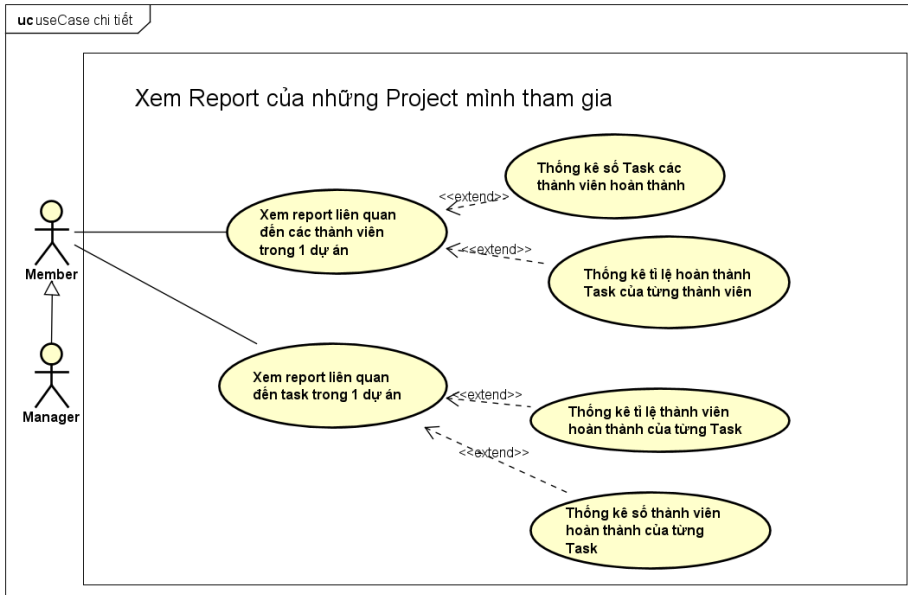 uc useCase chi tiết
Xem Report của những Project mình tham gia
Thống kê số Task các
thành viên hoàn thành
<<extend>>
Xem report liên quan
đến các thành viên
trong 1 dự án
<<extend>>
Thống kê tỉ lệ hoàn thành
Task của từng thành viên
Member
Xem report liên quan
đến task trong 1 dự án
<<extend>>
Thống kê tỉ lệ thành viên
hoàn thành của từng Task
Manager
<<extend>>
Thống kê số thành viên
hoàn thành của từng
Task